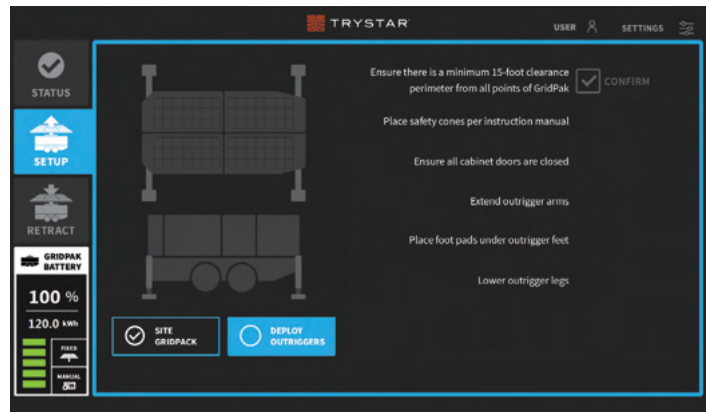 TRYSTAR
USER
SETTINGS
STATUS
SETUP
RETRACT
GRIDPAK
BATTERY
100 %
120.0 kWh
FIXED
MANUAL
Ensure there is a minimum 15-foot clearance
perimeter from all points of GridPak
CONFIRM
Place safety cones per instruction manual
Ensure all cabinet doors are closed
Extend outrigger arms
Place foot pads under outrigger feet
Lower outrigger legs
SITE
GRIDPACK
DEPLOY
OUTRIGGERS